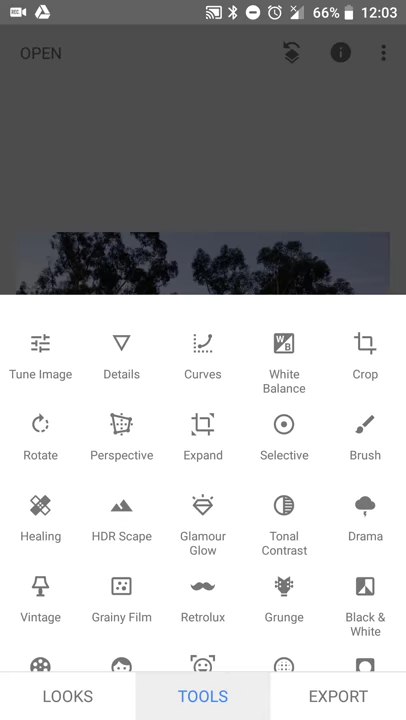 66% 12:03
OPEN
Tune Image Details Curves White Balance Crop
Rotate Perspective Expand Selective Brush
Healing HDR Scape Glamour Glow Tonal Contrast Drama
Vintage Grainy Film Retrolux Grunge Black & White
LOOKS TOOLS EXPORT